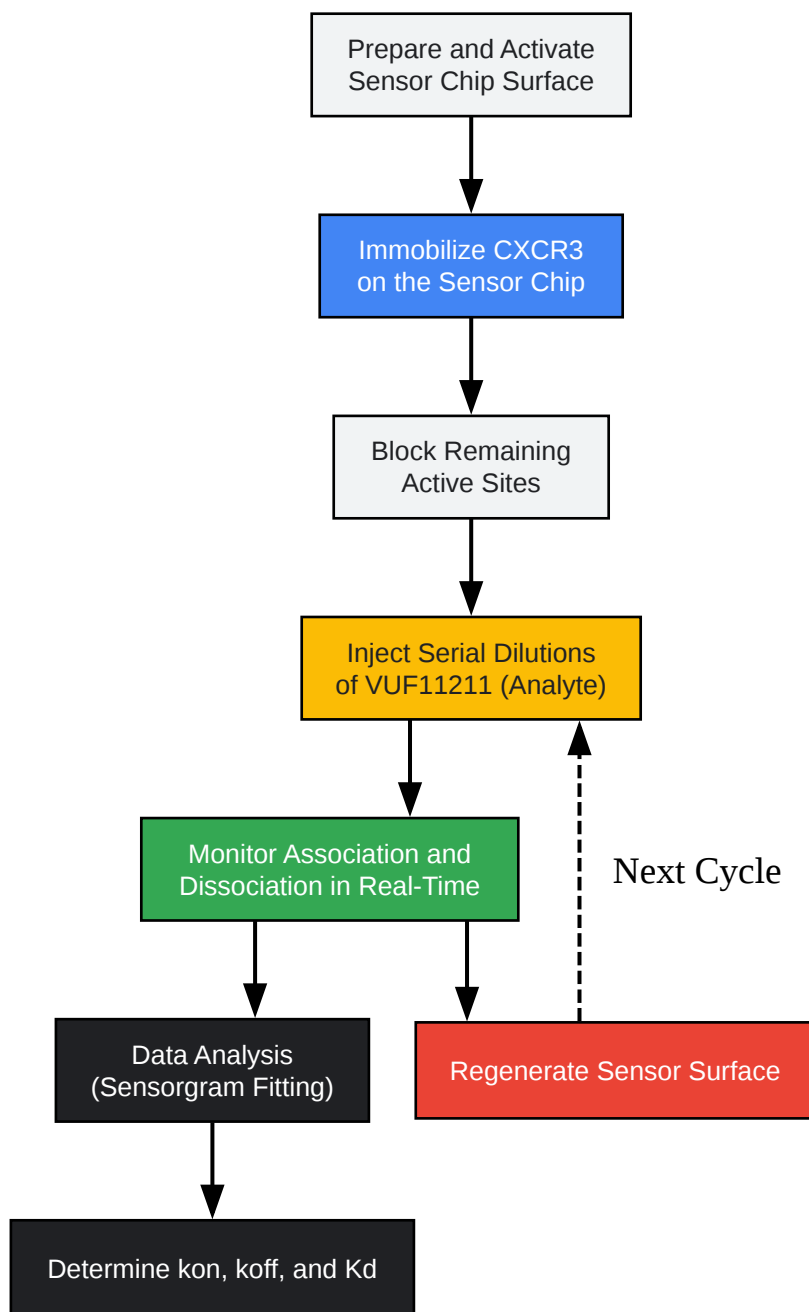 Prepare and Activate
Sensor Chip Surface
Immobilize CXCR3
on the Sensor Chip
Block Remaining
Active Sites
Inject Serial Dilutions
of VUF11211 (Analyte)
Monitor Association and
Dissociation in Real-Time
Next Cycle
Data Analysis
(Sensorgram Fitting)
Regenerate Sensor Surface
Determine kon, koff, and Kd